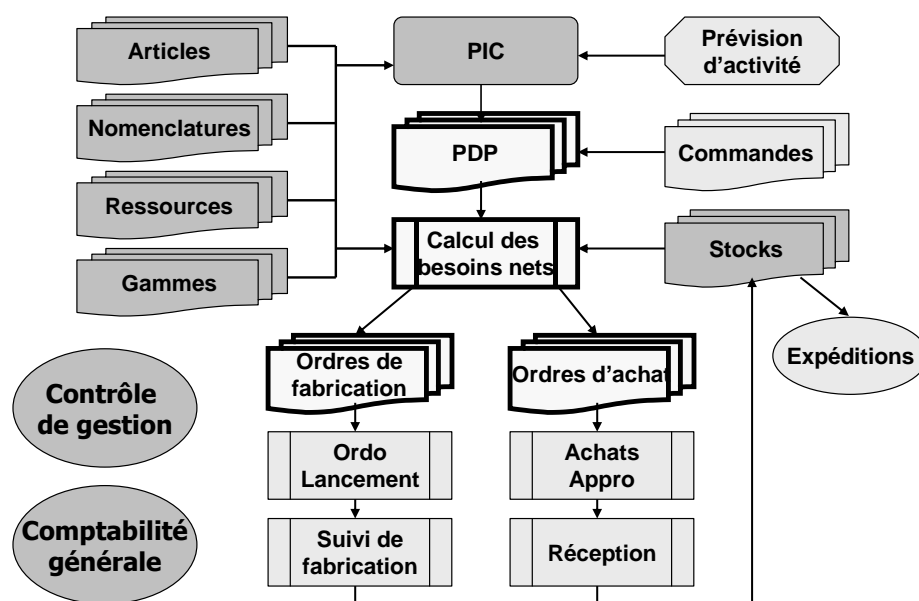 Articles
PIC
Prévision
d'activité
Nomenclatures
PDP
Commandes
Ressources
Calcul des
besoins nets
Stocks
Gammes
Ordres de
fabrication
Ordres d'achat
Expéditions
Contrôle
de gestion
Ordo
Lancement
Achats
Appro
Comptabilité
générale
Suivi de
fabrication
Réception